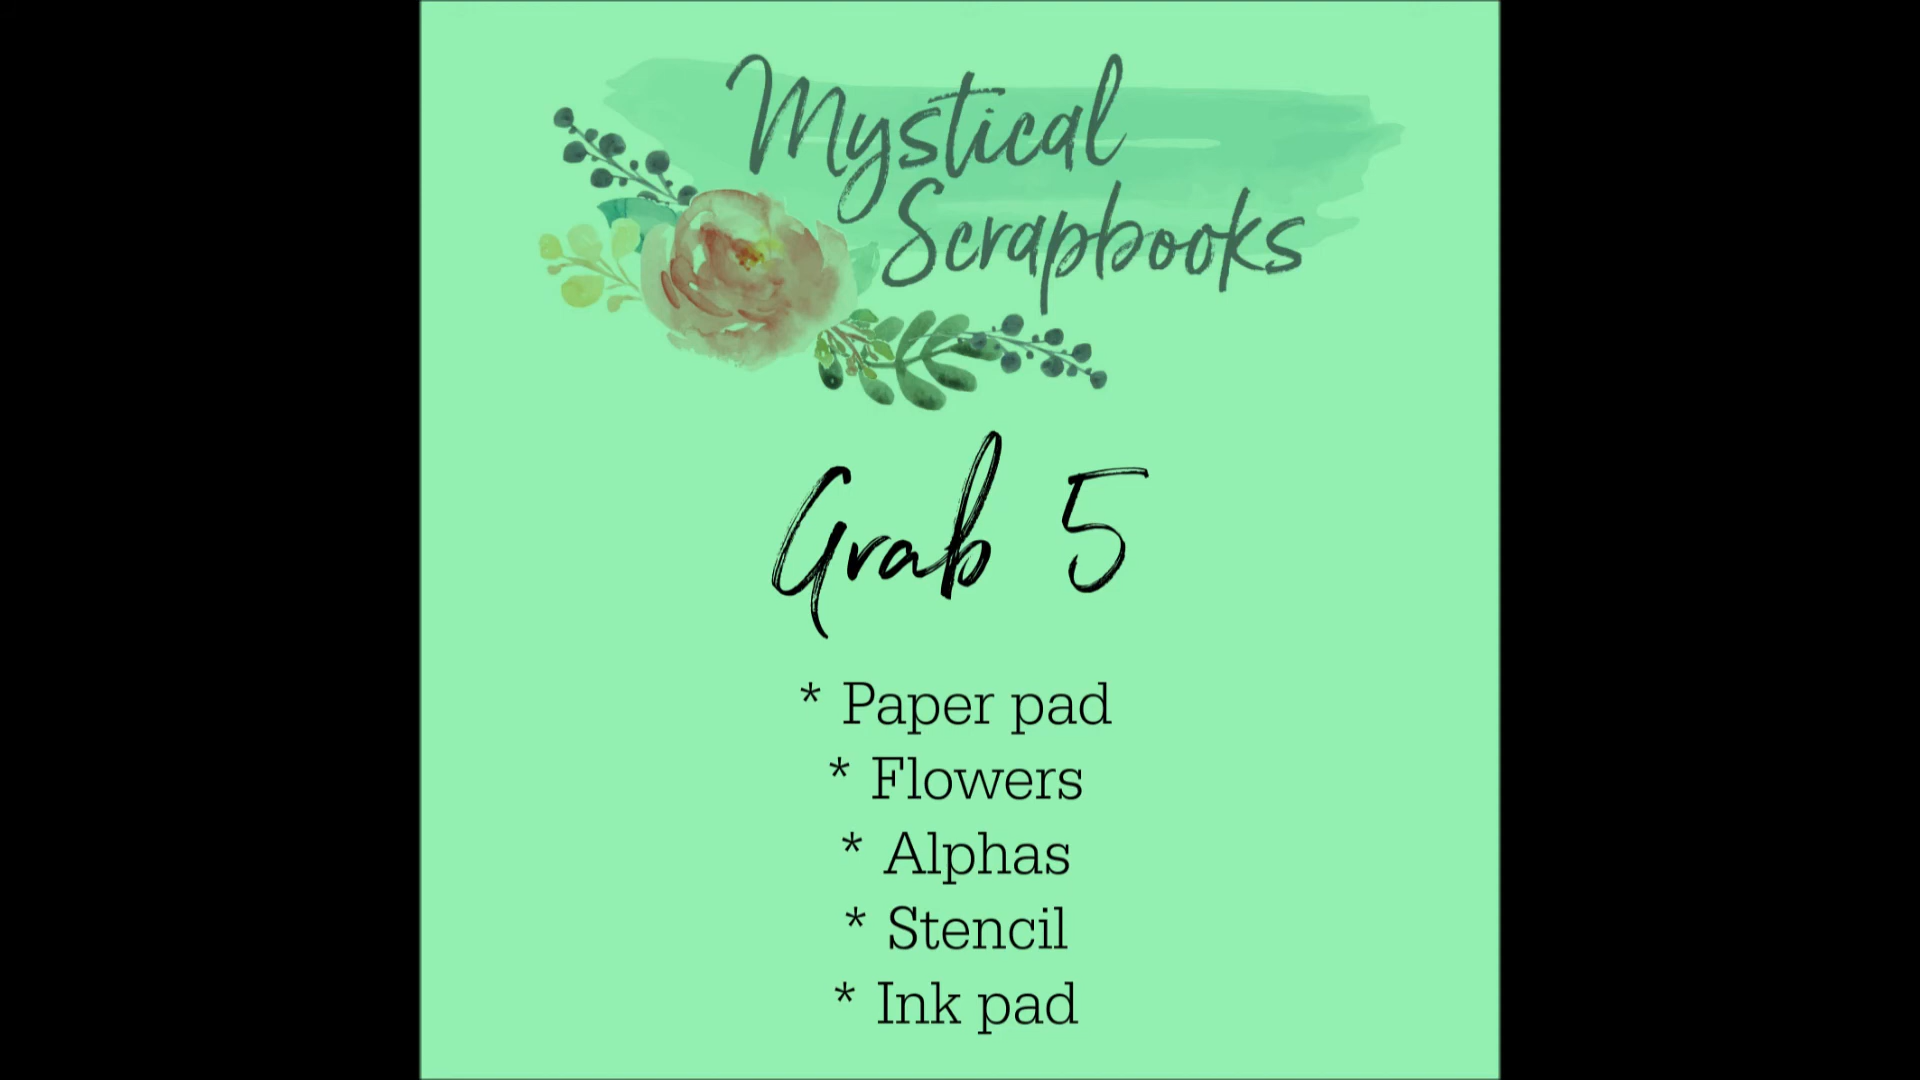 Mystical
Scrapbooks
Grab 5
* Paper pad
* Flowers
* Alphas
* Stencil
* Ink pad